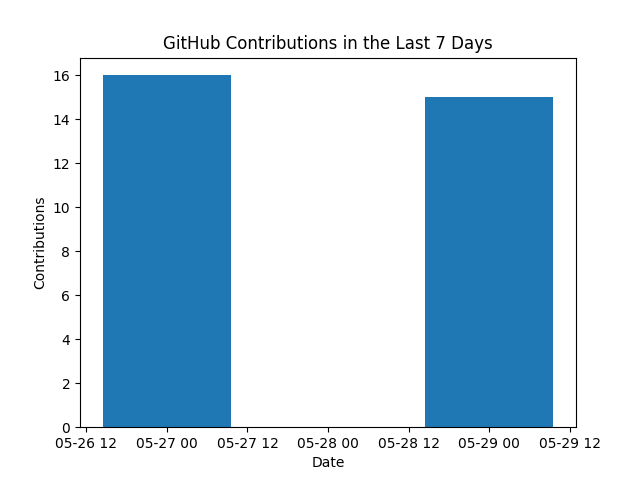 GitHub Contributions in the Last 7 Days
16
14
12
10
8
6
4
2
0
Contributions
05-26 12 05-27 00 05-27 12 05-28 00 05-28 12 05-29 00 05-29 12
Date